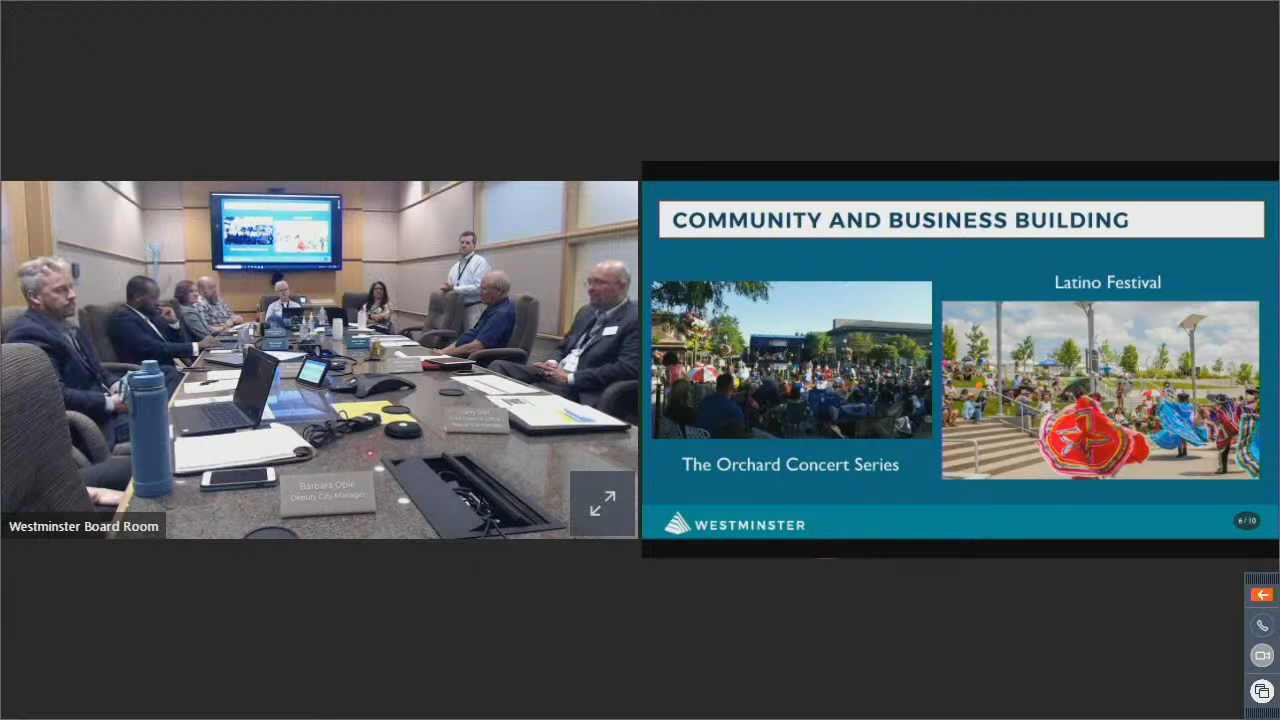 COMMUNITY AND BUSINESS BUILDING
Latino Festival
The Orchard Concert Series
WESTMINSTER
6 / 10
Barbara Opie
Deputy City Manager
Westminster Board Room